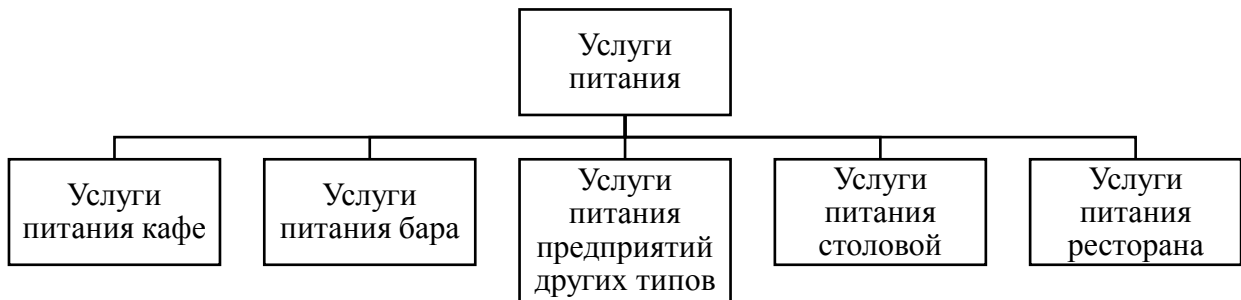 Услуги
питания
Услуги
питания кафе
Услуги
питания бара
Услуги
питания
предприятий
других типов
Услуги
питания
столовой
Услуги
питания
ресторана